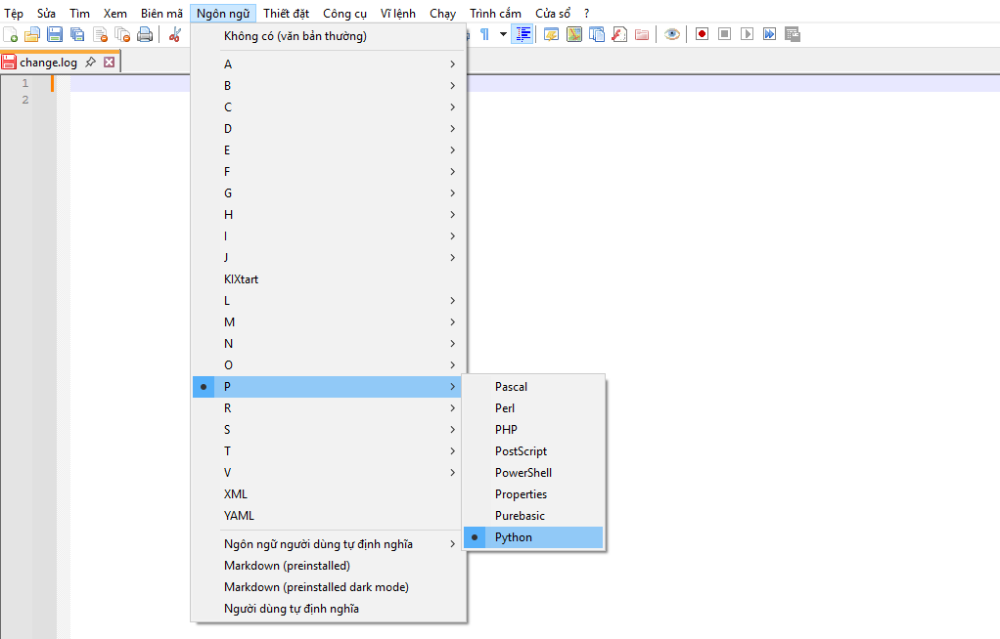 Tệp Sửa Tìm Xem Biên mã Ngôn ngữ Thiết đặt Công cụ Vĩ lệnh Chạy Trình cắm Cửa sổ ?
change.log
1
2
Không có (văn bản thường)
A
B
C
D
E
F
G
H
I
J
KIXtart
L
M
N
O
P
R
S
T
V
XML
YAML
Ngôn ngữ người dùng tự định nghĩa
Markdown (preinstalled)
Markdown (preinstalled dark mode)
Người dùng tự định nghĩa
Pascal
Perl
PHP
PostScript
PowerShell
Properties
Purebasic
Python